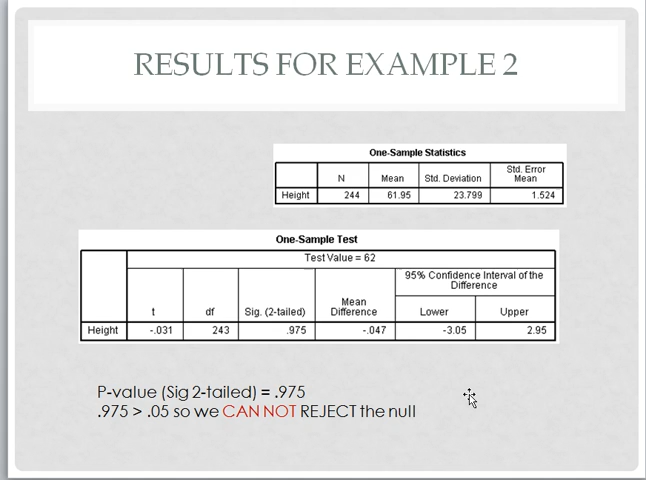 RESULTS FOR EXAMPLE 2
One-Sample Statistics
N Mean Std. Deviation Std. Error Mean
Height 244 61.95 23.799 1.524
One-Sample Test
Test Value = 62
95% Confidence Interval of the Difference
t df Sig. (2-tailed) Mean Difference Lower Upper
Height -.031 243 .975 -.047 -3.05 2.95
P-value (Sig 2-tailed) = .975
.975 > .05 so we CAN NOT REJECT the null